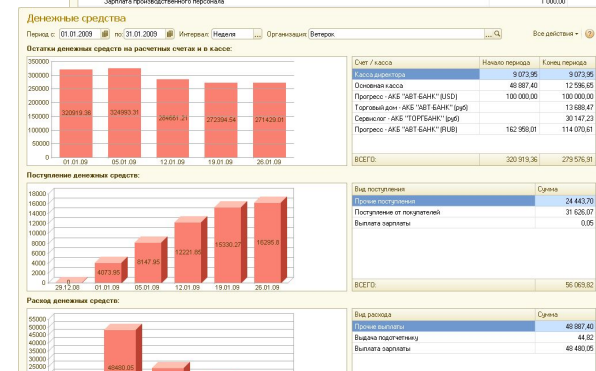 Зарплата производственного персонала 1 000,00
Денежные средства
Период с: 01.01.2009 по: 31.01.2009 Интервал: Неделя ... Организация: Ветерок ... Все действия
Остатки денежных средств на расчетных счетах и в кассе:
350000
300000
250000
200000
150000
100000
50000
0
320919.36 324993.31 284661.21 272394.54 271429.01
01.01.09 05.01.09 12.01.09 19.01.09 26.01.09
Счет / касса Начало периода Конец периода
Касса директора 9 073,95 9 073,95
Основная касса 48 887,40 12 596,65
Прогресс - АКБ "АВТ-БАНК" (USD) 100 000,00 100 000,00
Торговый дом - АКБ "АВТ-БАНК" (руб) 13 688,47
Сервислог - АКБ "ТОРГБАНК" (руб) 30 147,23
Прогресс - АКБ "АВТ-БАНК" (RUB) 162 958,01 114 070,61
ВСЕГО: 320 919,36 279 576,91
Поступление денежных средств:
18000
16000
14000
12000
10000
8000
6000
4000
2000
0
0 4073.95 8147.95 12221.85 16295.8
29.12.08 01.01.09 05.01.09 12.01.09 19.01.09 26.01.09
Вид поступления Сумма
Прочие поступления 24 443,70
Поступление от покупателей 31 626,07
Выплата зарплаты 0,05
ВСЕГО: 56 069,82
Расход денежных средств:
55000
50000
45000
40000
35000
30000
25000
48480.05
Вид расхода Сумма
Прочие выплаты 48 887,40
Выдача подотчетнику 44,82
Выплата зарплаты 48 480,05